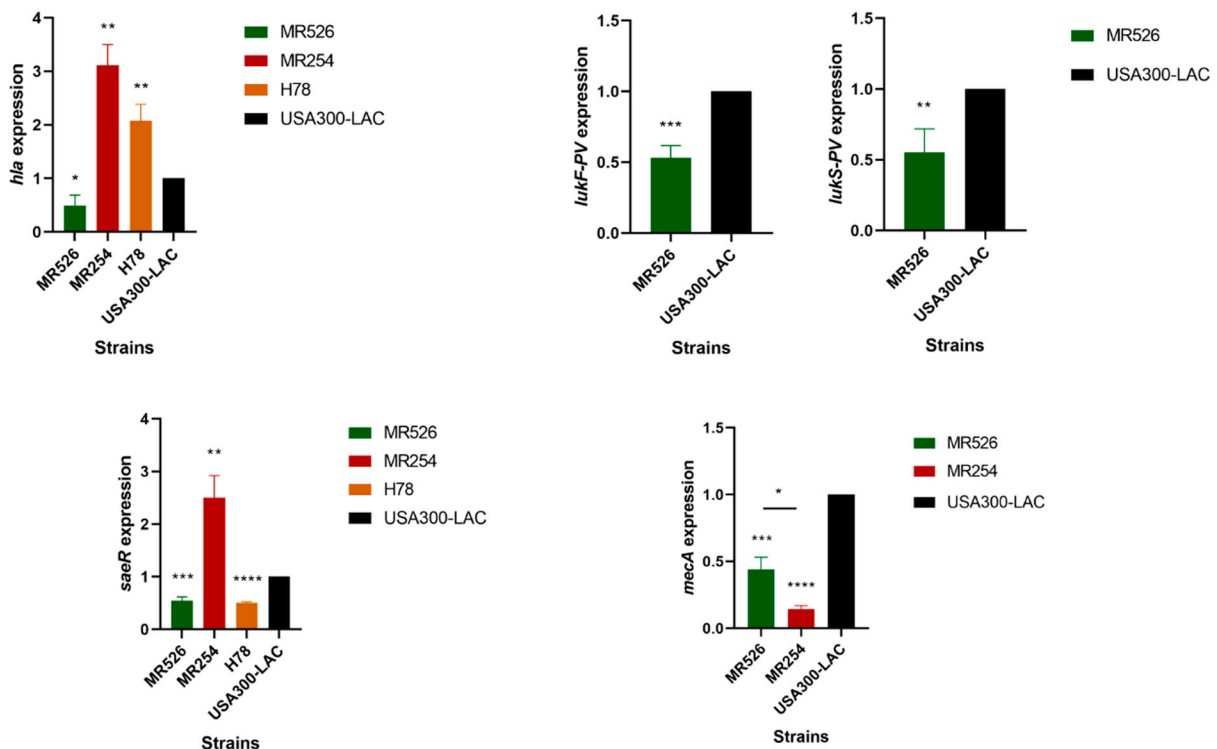 hla expression
4
3
2
1
0
*
**
**
MR526
MR254
H78
USA300-LAC
Strains
MR526
MR254
H78
USA300-LAC
lukF-PV expression
1.5
1.0
0.5
0.0
***
MR526
USA300-LAC
Strains
lukS-PV expression
1.5
1.0
0.5
0.0
**
MR526
USA300-LAC
Strains
MR526
USA300-LAC
saeR expression
4
3
2
1
0
***
**
****
MR526
MR254
H78
USA300-LAC
Strains
MR526
MR254
H78
USA300-LAC
mecA expression
1.5
1.0
0.5
0.0
*
***
****
MR526
MR254
USA300-LAC
Strains
MR526
MR254
USA300-LAC